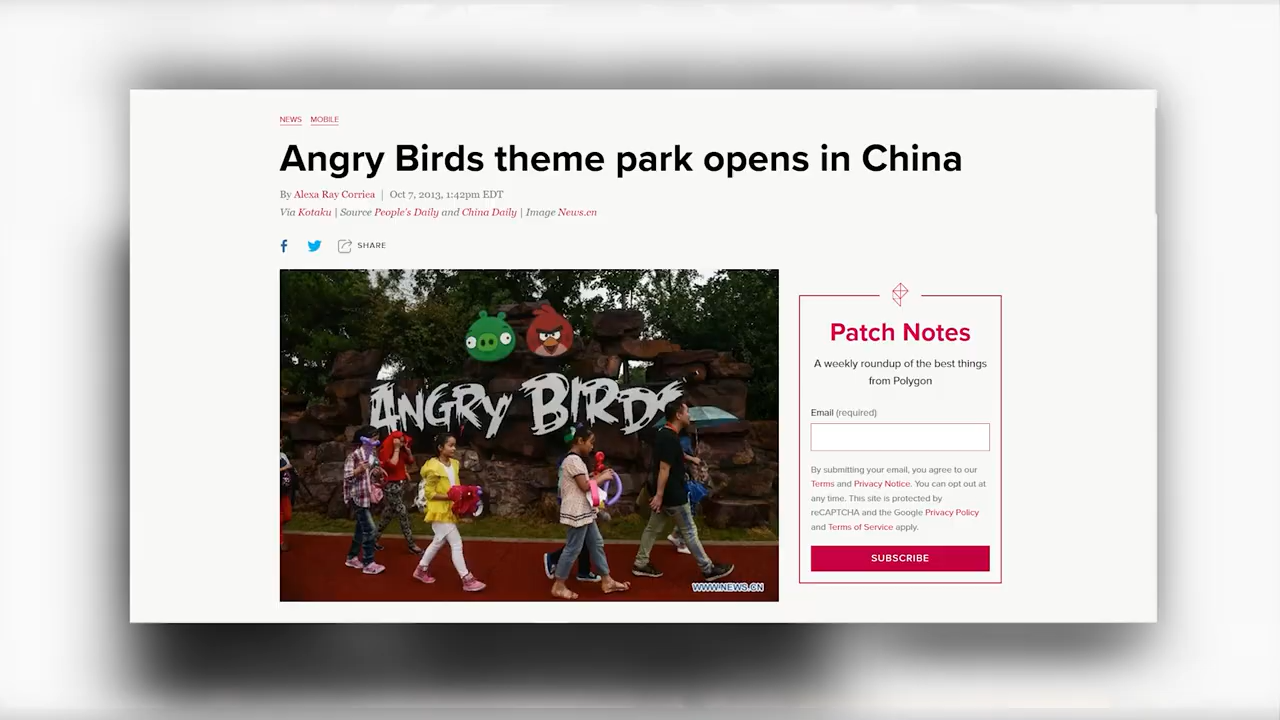 NEWS MOBILE
Angry Birds theme park opens in China
By Alexa Ray Corriea | Oct 7, 2013, 1:42pm EDT
Via Kotaku | Source People's Daily and China Daily | Image News.cn
SHARE
ANGRY BIRDS
WWW.NEWS.CN
Patch Notes
A weekly roundup of the best things
from Polygon
Email (required)
By submitting your email, you agree to our
Terms and Privacy Notice. You can opt out at
any time. This site is protected by
reCAPTCHA and the Google Privacy Policy
and Terms of Service apply.
SUBSCRIBE